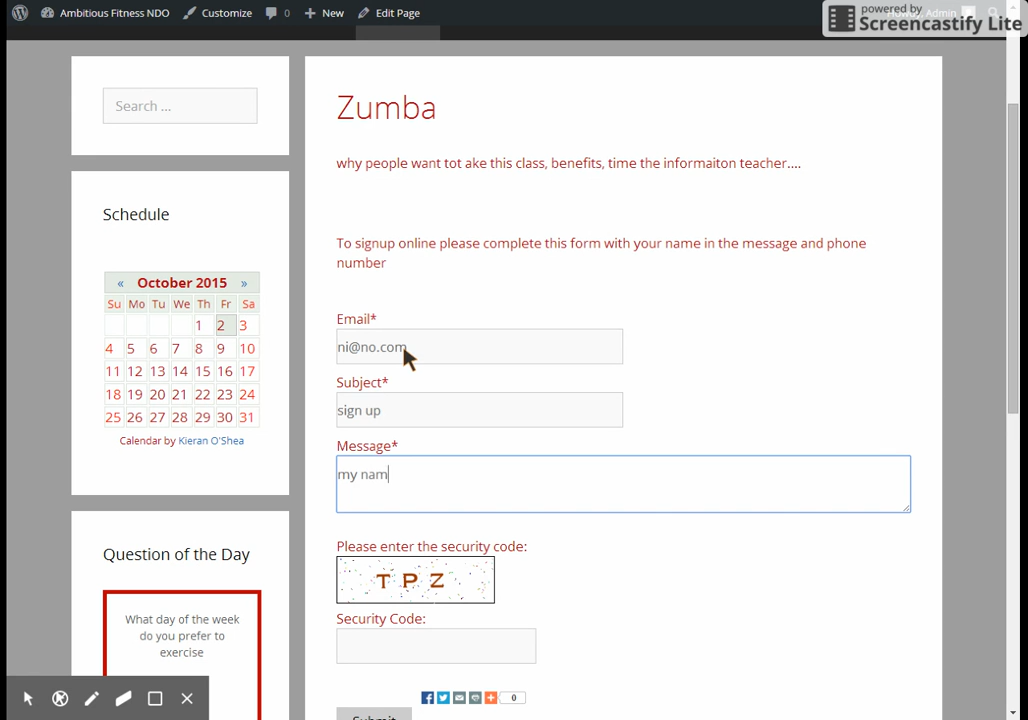 Ambitious Fitness NDO Customize 0 New Edit Page Howdy, Admin
powered by
Screencastify Lite
Search ...
Schedule
« October 2015 »
Su Mo Tu We Th Fr Sa
1 2 3
4 5 6 7 8 9 10
11 12 13 14 15 16 17
18 19 20 21 22 23 24
25 26 27 28 29 30 31
Calendar by Kieran O'Shea
Question of the Day
What day of the week
do you prefer to
exercise
Zumba
why people want tot ake this class, benefits, time the informaiton teacher....
To signup online please complete this form with your name in the message and phone
number
Email*
ni@no.com
Subject*
sign up
Message*
my nam
Please enter the security code:
T P Z
Security Code:
0
Submit